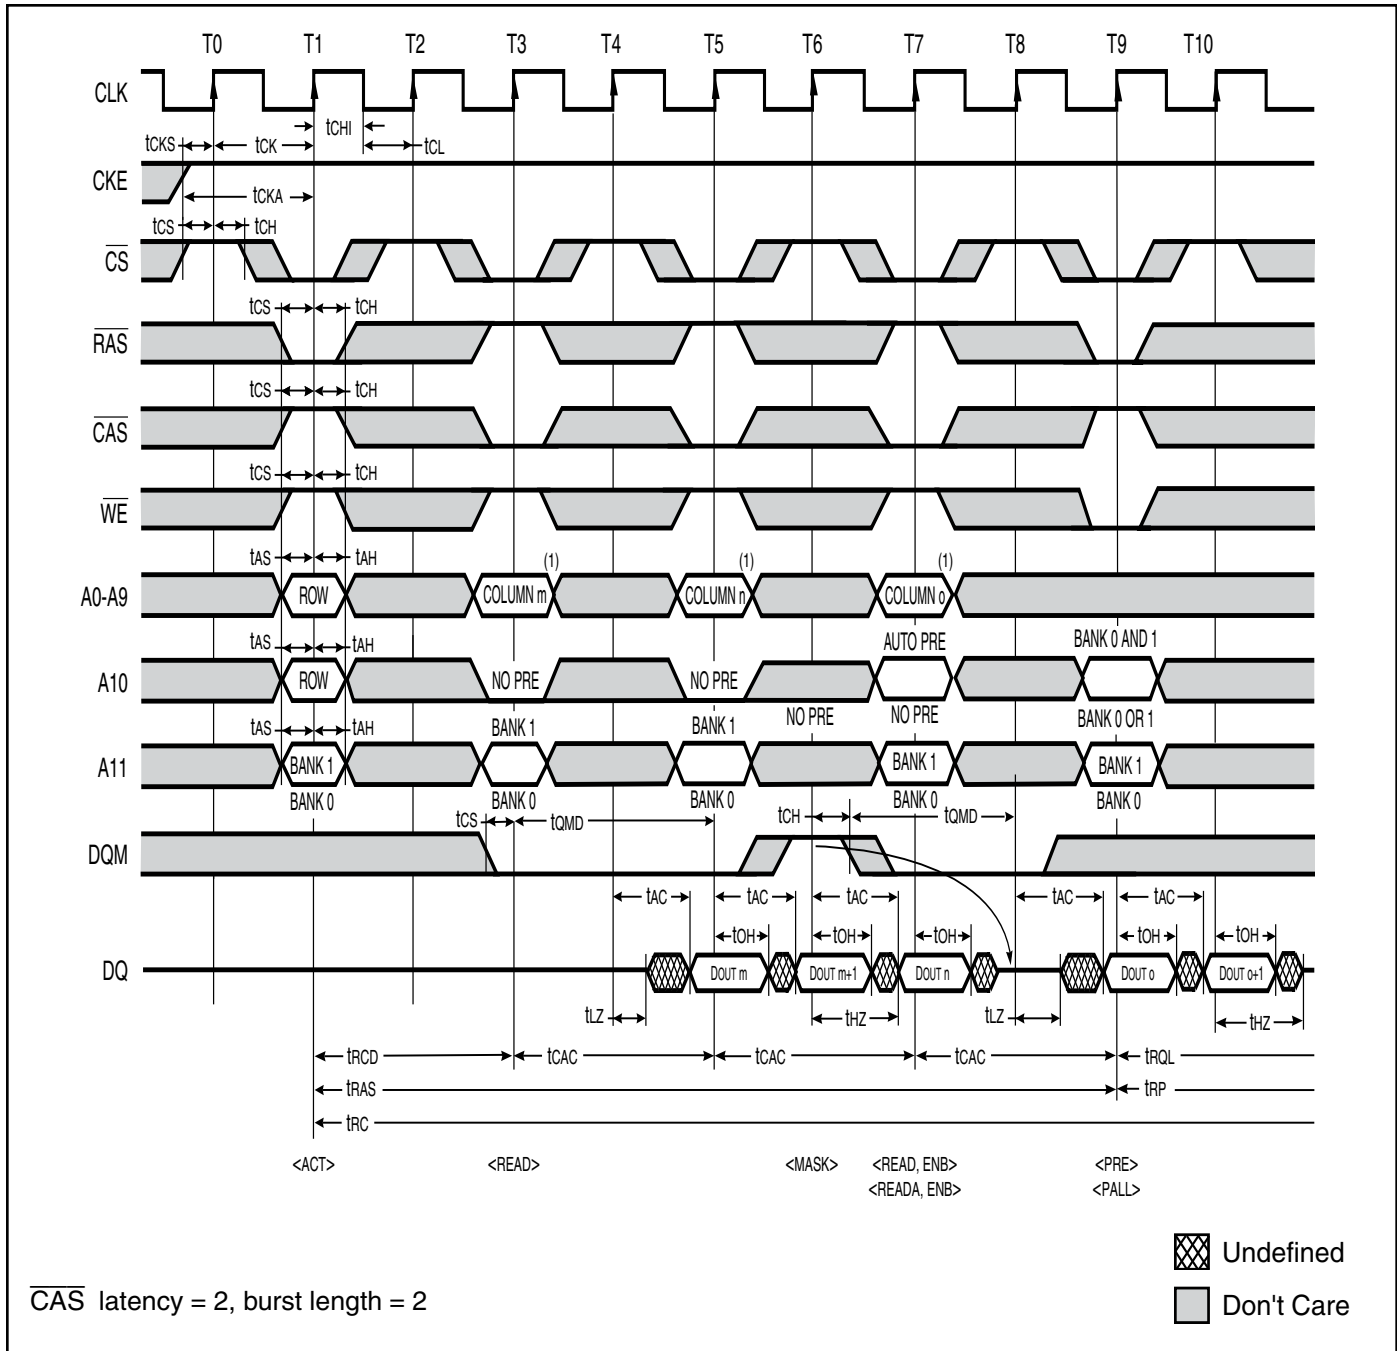 T0 T1 T2 T3 T4 T5 T6 T7 T8 T9 T10
CLK
tCHI
tCKS tCK tCL
CKE
tCKA
tCS tCH
CS
tCS tCH
RAS
tCS tCH
CAS
tCS tCH
WE
tAS tAH (1) (1) (1)
A0-A9 ROW COLUMN m COLUMN n COLUMN o
tAS tAH AUTO PRE BANK 0 AND 1
A10 ROW NO PRE NO PRE
NO PRE NO PRE BANK 0 OR 1
tAS tAH BANK 1 BANK 1
A11 BANK 1 BANK 1 BANK 1
BANK 0 BANK 0 BANK 0 BANK 0 BANK 0
tCS tQMD tCH tQMD
DQM
tAC tAC tAC tAC tAC
tOH tOH tOH tOH tOH
DQ DOUT m DOUT m+1 DOUT n DOUT o DOUT o+1
tLZ tHZ tLZ tHZ
tRCD tCAC tCAC tCAC tRQL
tRAS tRP
tRC
<ACT> <READ> <MASK> <READ, ENB> <PRE>
<READA, ENB> <PALL>
Undefined
CAS latency = 2, burst length = 2
Don't Care